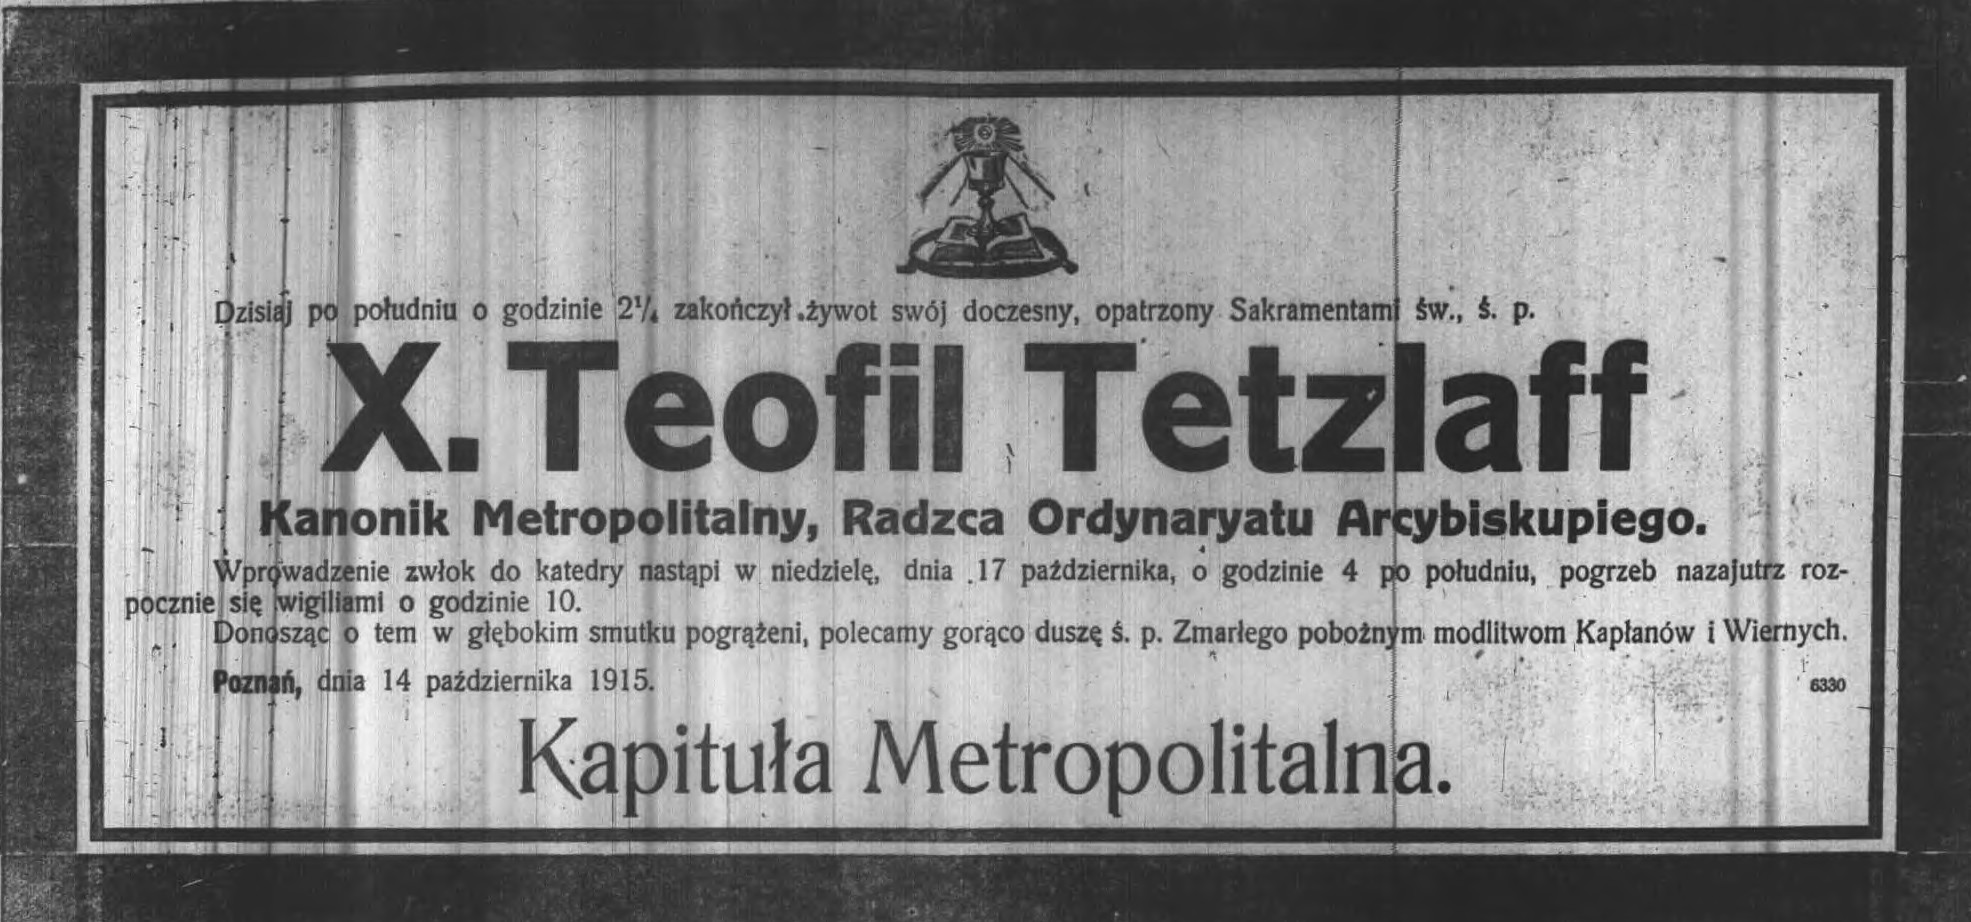 Dzisiaj po południu o godzinie 2¼ zakończył żywot swój doczesny, opatrzony Sakramentami św., ś. p.
X. Teofil Tetzlaff
Kanonik Metropolitalny, Radzca Ordynaryatu Arcybiskupiego.
Wprowadzenie zwłok do katedry nastąpi w niedzielę, dnia 17 października, o godzinie 4 po południu, pogrzeb nazajutrz roz-
pocznie się wigiliami o godzinie 10.
Donosząc o tem w głębokim smutku pogrążeni, polecamy gorąco duszę ś. p. Zmarłego pobożnym modlitwom Kapłanów i Wiernych.
Poznań, dnia 14 października 1915.
6330
Kapituła Metropolitalna.